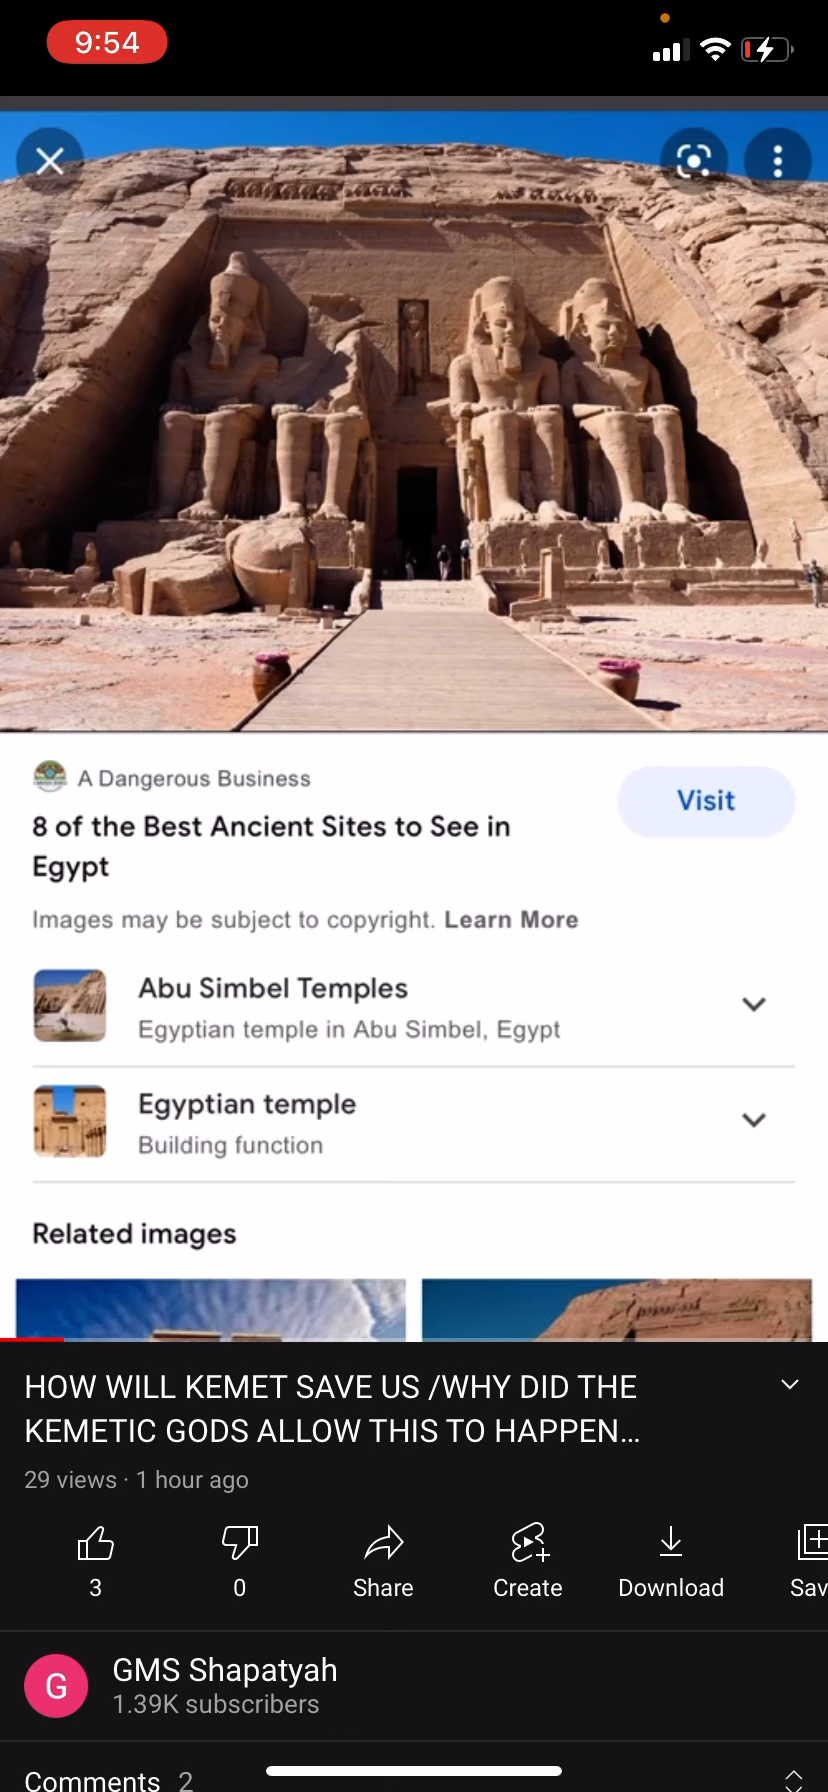 9:54
A Dangerous Business
Visit
8 of the Best Ancient Sites to See in
Egypt
Images may be subject to copyright. Learn More
Abu Simbel Temples
Egyptian temple in Abu Simbel, Egypt
Egyptian temple
Building function
Related images
HOW WILL KEMET SAVE US /WHY DID THE
KEMETIC GODS ALLOW THIS TO HAPPEN...
29 views · 1 hour ago
3 0 Share Create Download Sav
G GMS Shapatyah
1.39K subscribers
Comments 2